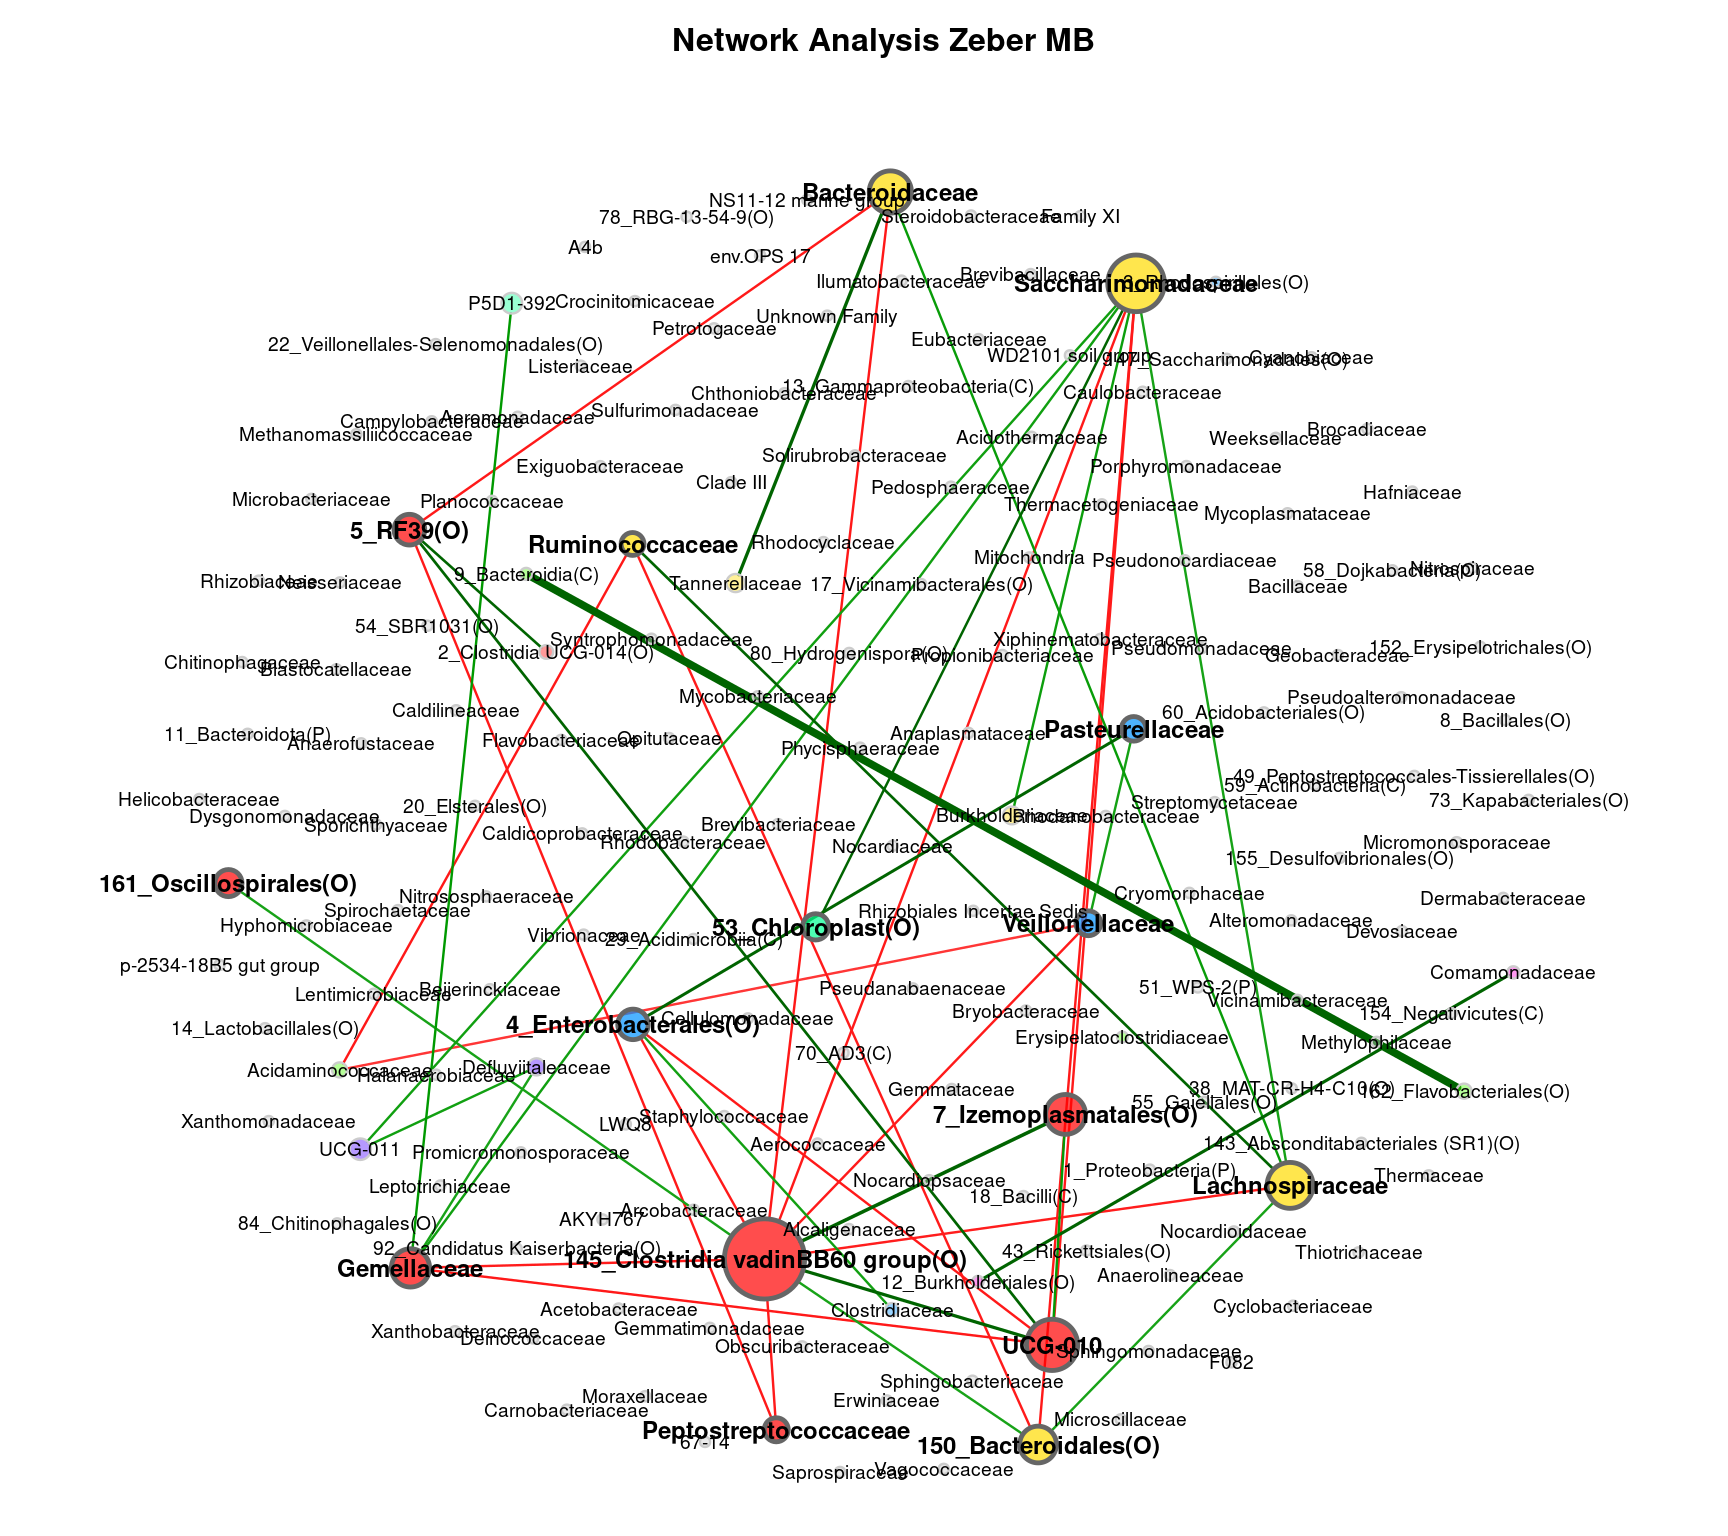 Network Analysis Zeber MB
Bacteroidaceae
NS11-12 marine group
78_RBG-13-54-9(O)
Steroidobacteraceae
Family XI
A4b
env.OPS 17
Brevibacillaceae
Ilumatobacteraceae
Saccharimonadaceae
3_Rhodospirillales(O)
P5D1-392
Crocinitomicaceae
Unknown Family
Petrotogaceae
Eubacteriaceae
22_Veillonellales-Selenomonadales(O)
WD2101 soil group
147_Saccharimonadales(O)
Cyanobiaceae
Listeriaceae
13_Gammaproteobacteria(C)
Chthoniobacteraceae
Caulobacteraceae
Sulfurimonadaceae
Campylobacteraceae
Aeromonadaceae
Methanomassiliicoccaceae
Acidothermaceae
Weeksellaceae
Brocadiaceae
Solirubrobacteraceae
Exiguobacteraceae
Porphyromonadaceae
Clade III
Pedosphaeraceae
Hafniaceae
Microbacteriaceae
Planococcaceae
Thermacetogeniaceae
Mycoplasmataceae
5_RF39(O)
Ruminococcaceae
Rhodocyclaceae
Mitochondria
Pseudonocardiaceae
58_Dojkabacteria(C)
Nitrospiraceae
Rhizobiaceae
Neisseriaceae
9_Bacteroidia(C)
Tannerellaceae
17_Vicinamibacterales(O)
Bacillaceae
54_SBR1031(O)
Syntrophomonadaceae
Xiphinematobacteraceae
2_Clostridia UCG-014(O)
80_Hydrogenispora(O)
Propionibacteriaceae
Pseudomonadaceae
Geobacteraceae
152_Erysipelotrichales(O)
Chitinophagaceae
Blastocatellaceae
Mycobacteriaceae
Pseudoalteromonadaceae
Caldilineaceae
60_Acidobacteriales(O)
8_Bacillales(O)
11_Bacteroidota(P)
Anaerofustaceae
Flavobacteriaceae
Opitutaceae
Phycisphaeraceae
Anaplasmataceae
Pasteurellaceae
49_Peptostreptococcales-Tissierellales(O)
59_Actinobacteria(C)
Helicobacteraceae
Dysgonomonadaceae
Sporichthyaceae
20_Elsterales(O)
Streptomycetaceae
73_Kapabacteriales(O)
Burkholderiaceae
Rhodanobacteraceae
Caldicoprobacteraceae
Rhodobacteraceae
Brevibacteriaceae
Nocardiaceae
Micromonosporaceae
155_Desulfovibrionales(O)
161_Oscillospirales(O)
Nitrososphaeraceae
Cryomorphaceae
Dermabacteraceae
Spirochaetaceae
Hyphomicrobiaceae
Rhizobiales Incertae Sedis
Veillonellaceae
Alteromonadaceae
Devosiaceae
53_Chloroplast(O)
Vibrionaceae
29_Acidimicrobiia(C)
p-2534-18B5 gut group
Comamonadaceae
Lentimicrobiaceae
Beijerinckiaceae
Pseudanabaenaceae
51_WPS-2(P)
Vicinamibacteraceae
154_Negativicutes(C)
Bryobacteraceae
14_Lactobacillales(O)
4_Enterobacterales(O)
Cellulomonadaceae
Erysipelatoclostridiaceae
Methylophilaceae
70_AD3(C)
Acidaminococcaceae
Halanaerobiaceae
Defluviitaleaceae
Gemmataceae
38_MAT-CR-H4-C10(O)
162_Flavobacteriales(O)
55_Gaiellales(O)
7_Izemoplasmatales(O)
Xanthomonadaceae
LWQ8
Staphylococcaceae
Aerococcaceae
143_Absconditabacteriales (SR1)(O)
UCG-011
Promicromonosporaceae
1_Proteobacteria(P)
Thermaceae
Leptotrichiaceae
Nocardiopsaceae
18_Bacilli(C)
Lachnospiraceae
84_Chitinophagales(O)
AKYH767
Arcobacteraceae
Alcaligenaceae
Nocardioidaceae
Thiotrichaceae
92_Candidatus Kaiserbacteria(O)
43_Rickettsiales(O)
Gemellaceae
145_Clostridia vadinBB60 group(O)
12_Burkholderiales(O)
Anaerolineaceae
Acetobacteraceae
Clostridiaceae
Cyclobacteriaceae
Xanthobacteraceae
Deinococcaceae
Gemmatimonadaceae
Obscuribacteraceae
UCG-010
Sphingomonadaceae
F082
Sphingobacteriaceae
Moraxellaceae
Carnobacteriaceae
Erwiniaceae
Microscillaceae
Peptostreptococcaceae
67-14
150_Bacteroidales(O)
Saprospiraceae
Vagococcaceae